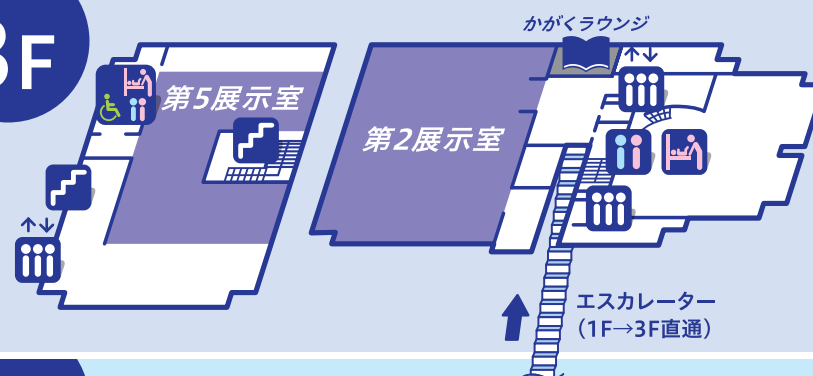 3F
かがくラウンジ
第5展示室
第2展示室
エスカレーター
（1F→3F直通）